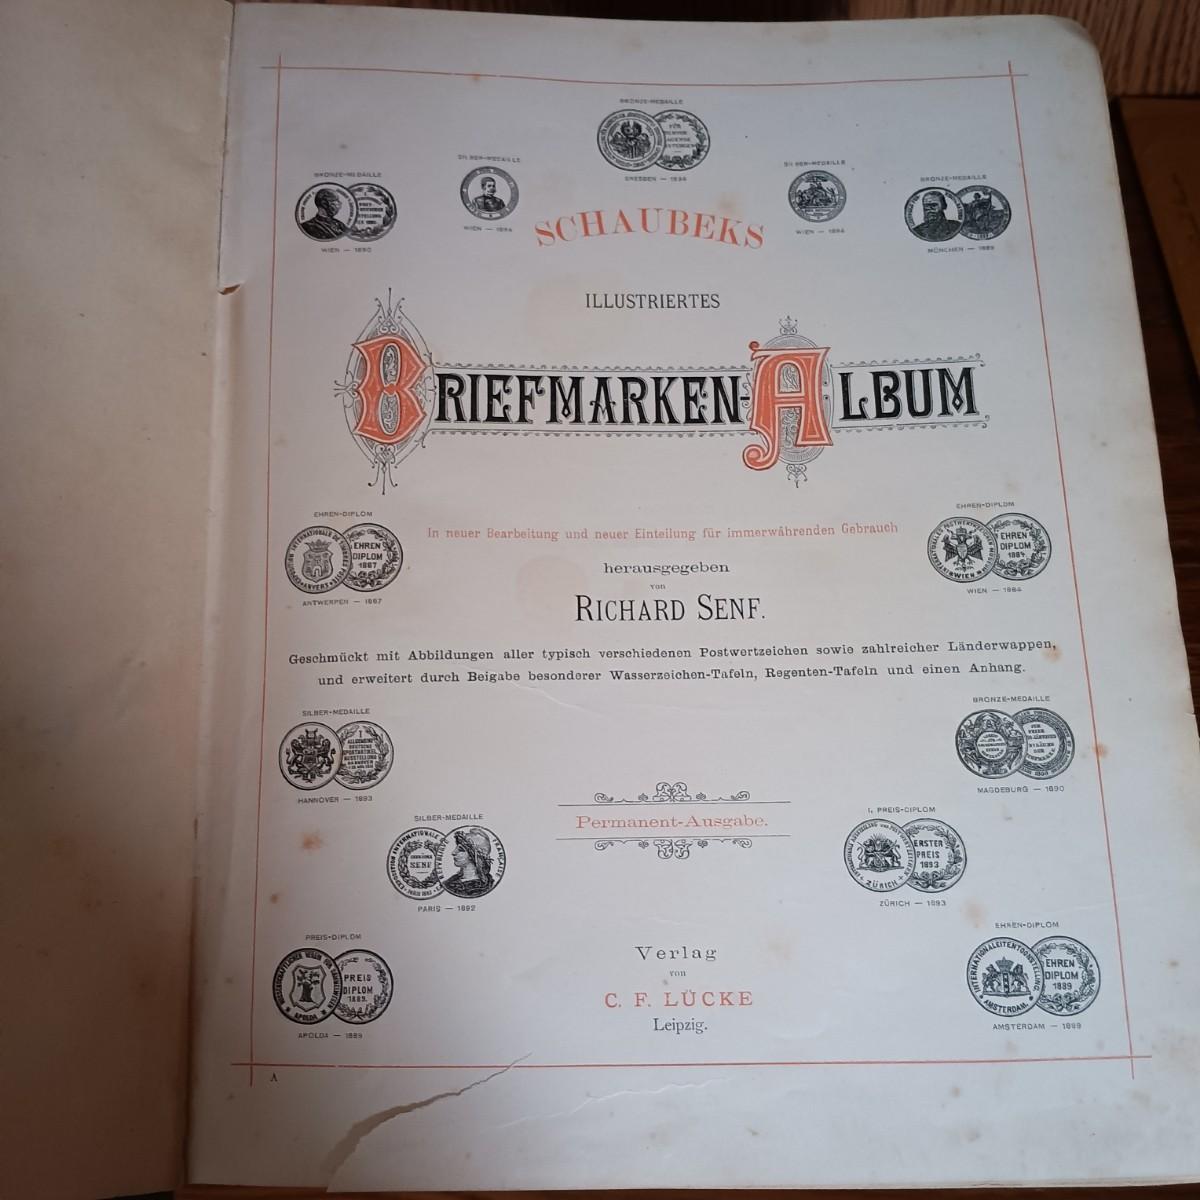 BRONZE-MEDAILLE
DRESDEN — 1894
SILBER-MEDAILLE
WIEN — 1894
SILBER-MEDAILLE
WIEN — 1894
BRONZE-MEDAILLE
WIEN — 1890
BRONZE-MEDAILLE
MÜNCHEN — 1889
SCHAUBEKS
ILLUSTRIERTES
BRIEFMARKEN-ALBUM
EHREN-DIPLOM
EHREN DIPLOM 1887
ANTWERPEN — 1887
EHREN-DIPLOM
EHREN DIPLOM 1884
WIEN
WIEN — 1884
In neuer Bearbeitung und neuer Einteilung für immerwährenden Gebrauch
herausgegeben
von
RICHARD SENF.
Geschmückt mit Abbildungen aller typisch verschiedenen Postwertzeichen sowie zahlreicher Länderwappen,
und erweitert durch Beigabe besonderer Wasserzeichen-Tafeln, Regenten-Tafeln und einen Anhang.
SILBER-MEDAILLE
HANNOVER — 1893
BRONZE-MEDAILLE
MAGDEBURG — 1890
SILBER-MEDAILLE
SENF
PARIS — 1892
Permanent-Ausgabe.
I. PREIS-DIPLOM
ZÜRICH
ERSTER PREIS 1893
ZÜRICH — 1893
PREIS-DIPLOM
APOLDA
PREIS DIPLOM 1889.
APOLDA — 1889
EHREN-DIPLOM
AMSTERDAM.
EHREN DIPLOM 1889
AMSTERDAM — 1889
Verlag
von
C. F. LÜCKE
Leipzig.
A